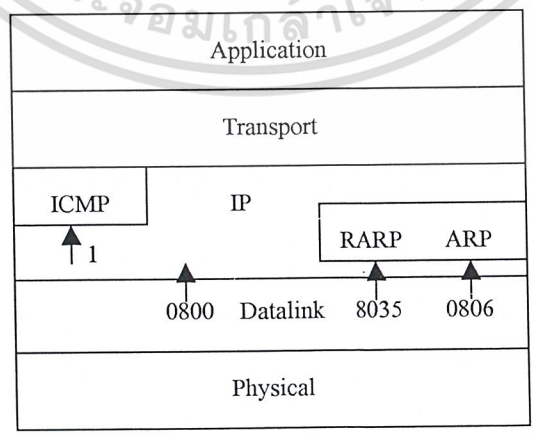 Application
Transport
ICMP IP
RARP ARP
1
0800 Datalink 8035 0806
Physical